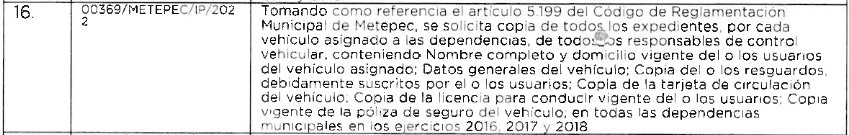 16.
00369/METEPEC/IP/202
2
Tomando como referencia el artículo 5.199 del Código de Reglamentación
Municipal de Metepec, se solicita copia de todos los expedientes, por cada
vehículo asignado a las dependencias, de todos los responsables de control
vehicular, conteniendo Nombre completo y domicilio vigente del o los usuarios
del vehículo asignado; Datos generales del vehículo; Copia del o los resguardos,
debidamente suscritos por el o los usuarios; Copia de la tarjeta de circulación
del vehículo; Copia de la licencia para conducir vigente del o los usuarios; Copia
vigente de la póliza de seguro del vehículo, en todas las dependencias
municipales en los ejercicios 2016, 2017 y 2018